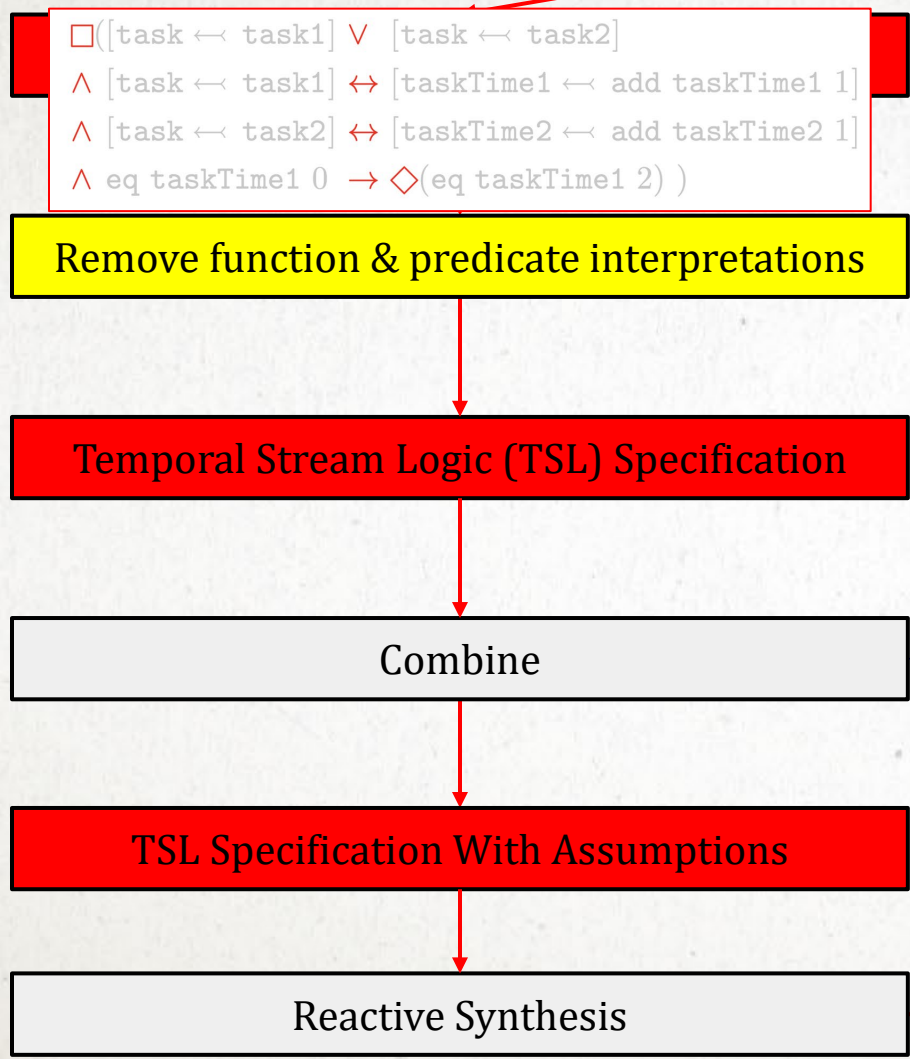 □([task ↢ task1] ∨ [task ↢ task2]
∧ [task ↢ task1] ↔ [taskTime1 ↢ add taskTime1 1]
∧ [task ↢ task2] ↔ [taskTime2 ↢ add taskTime2 1]
∧ eq taskTime1 0 → ◇(eq taskTime1 2) )
Remove function & predicate interpretations
Temporal Stream Logic (TSL) Specification
Combine
TSL Specification With Assumptions
Reactive Synthesis